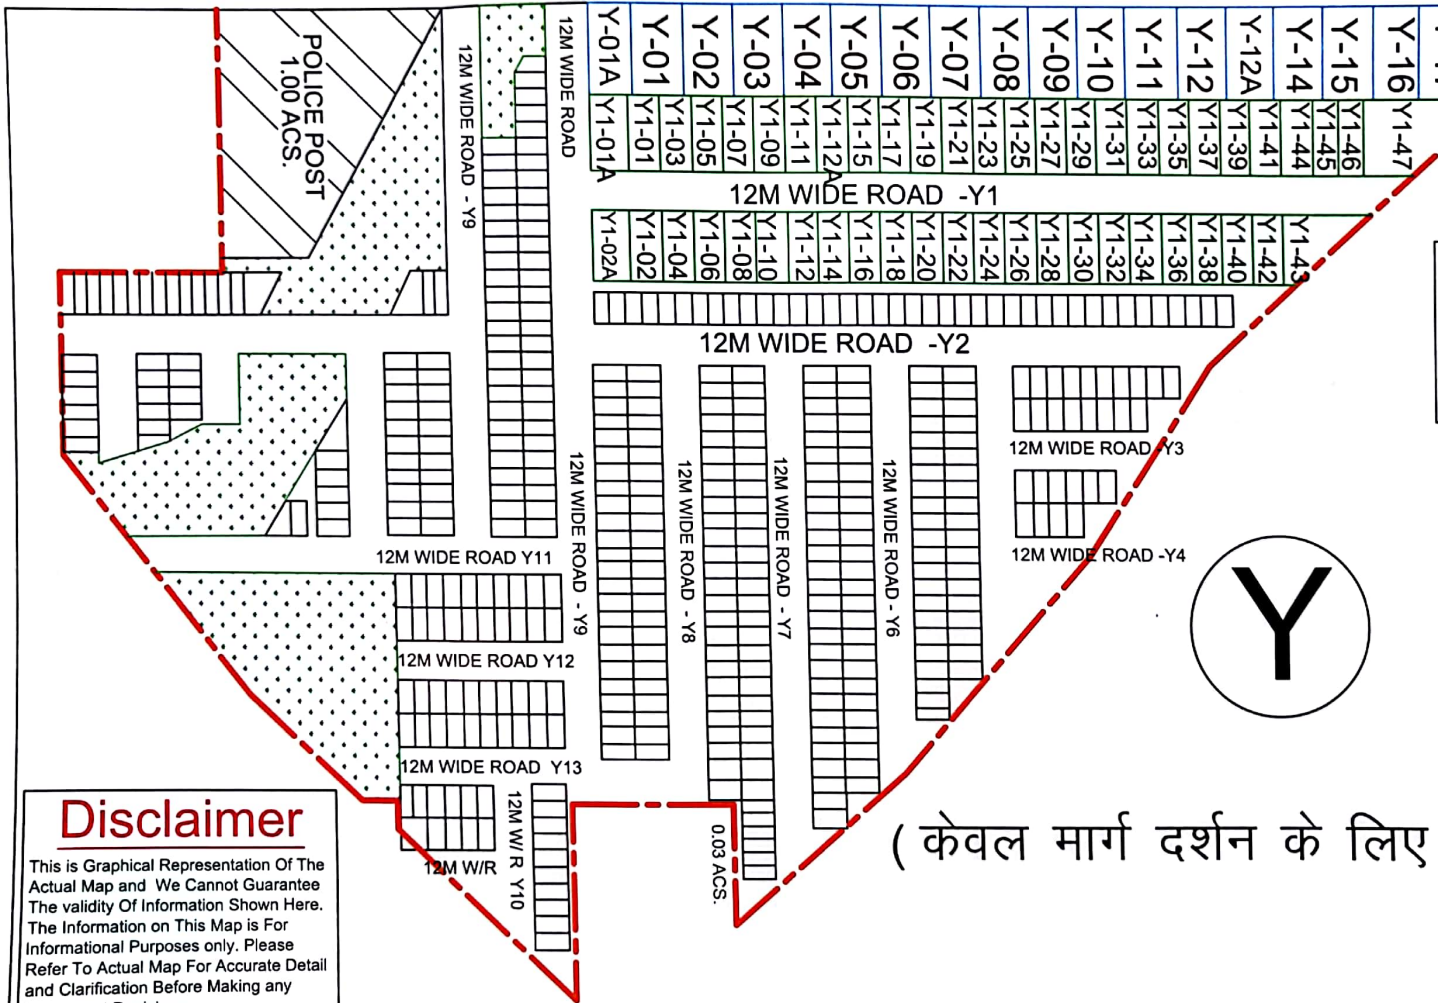 POLICE POST
1.00 ACS.
12M WIDE ROAD - Y9
12M WIDE ROAD
Y-01A
Y-01
Y-02
Y-03
Y-04
Y-05
Y-06
Y-07
Y-08
Y-09
Y-10
Y-11
Y-12
Y-12A
Y-14
Y-15
Y-16
Y1-01A
Y1-01
Y1-03
Y1-05
Y1-07
Y1-09
Y1-11
Y1-12A
Y1-15
Y1-17
Y1-19
Y1-21
Y1-23
Y1-25
Y1-27
Y1-29
Y1-31
Y1-33
Y1-35
Y1-37
Y1-39
Y1-41
Y1-44
Y1-45
Y1-46
Y1-47
12M WIDE ROAD -Y1
Y1-02A
Y1-02
Y1-04
Y1-06
Y1-08
Y1-10
Y1-12
Y1-14
Y1-16
Y1-18
Y1-20
Y1-22
Y1-24
Y1-26
Y1-28
Y1-30
Y1-32
Y1-34
Y1-36
Y1-38
Y1-40
Y1-42
Y1-43
12M WIDE ROAD -Y2
12M WIDE ROAD -Y3
12M WIDE ROAD -Y4
12M WIDE ROAD - Y9
12M WIDE ROAD - Y8
12M WIDE ROAD - Y7
12M WIDE ROAD - Y6
12M WIDE ROAD Y11
12M WIDE ROAD Y12
12M WIDE ROAD Y13
12M W/R
12M W/R Y10
0.03 ACS.
Y
( केवल मार्ग दर्शन के लिए
Disclaimer
This is Graphical Representation Of The
Actual Map and We Cannot Guarantee
The validity Of Information Shown Here.
The Information on This Map is For
Informational Purposes only. Please
Refer To Actual Map For Accurate Detail
and Clarification Before Making any